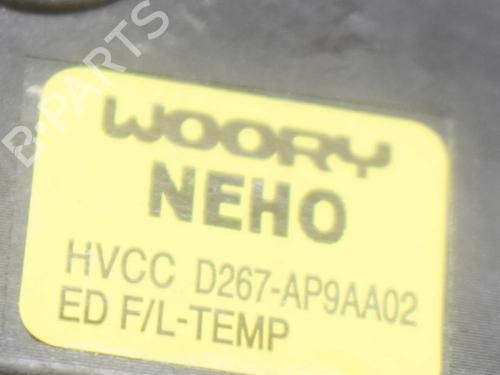 B-PARTS
WOORY
NEHO
HVCC D267-AP9AA02
ED F/L-TEMP